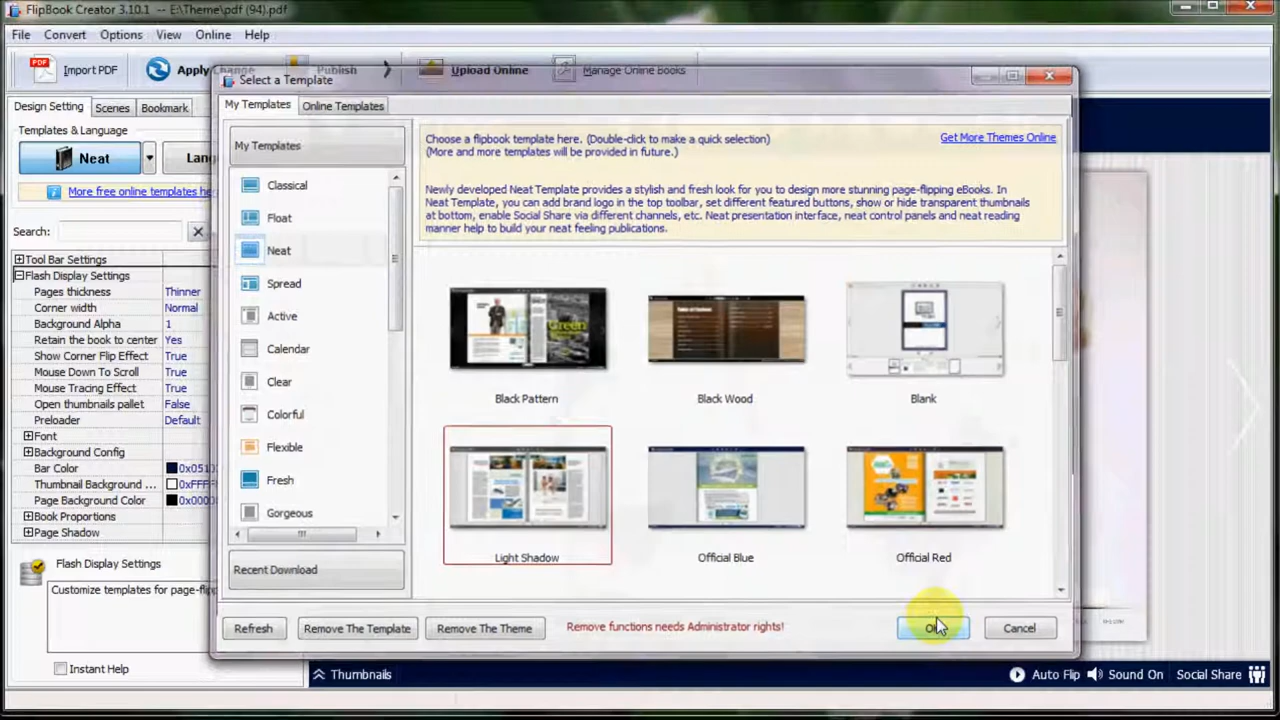 FlipBook Creator 3.10.1 -- E:\Theme\pdf (94).pdf
File Convert Options View Online Help
PDF Import PDF Apply Change Publish Upload Online Manage Online Books
Select a Template
Design Setting Scenes Bookmark
Templates & Language
Neat
More free online templates
Search:
Tool Bar Settings
Flash Display Settings
Pages thickness Thinner
Corner width Normal
Background Alpha 1
Retain the book to center Yes
Show Corner Flip Effect True
Mouse Down To Scroll True
Mouse Tracing Effect True
Open thumbnails pallet False
Preloader Default
Font
Background Config
Bar Color
Thumbnail Background ...
Page Background Color
Book Proportions
Page Shadow
Flash Display Settings
Customize templates for
Instant Help
My Templates Online Templates
My Templates
Classical
Float
Neat
Spread
Active
Calendar
Clear
Colorful
Flexible
Fresh
Gorgeous
Recent Download
Choose a flipbook template here. (Double-click to make a quick selection)
(More and more templates will be provided in future.)
Get More Themes Online
Newly developed Neat Template provides a stylish and fresh look for you to design more stunning page-flipping eBooks. In
Neat Template, you can add brand logo in the top toolbar, set different featured buttons, show or hide transparent thumbnails
at bottom, enable Social Share via different channels, etc. Neat presentation interface, neat control panels and neat reading
manner help to build your neat feeling publications.
Black Pattern Black Wood Blank
Light Shadow Official Blue Official Red
Refresh Remove The Template Remove The Theme Remove functions needs Administrator rights! Cancel
Thumbnails Auto Flip Sound On Social Share